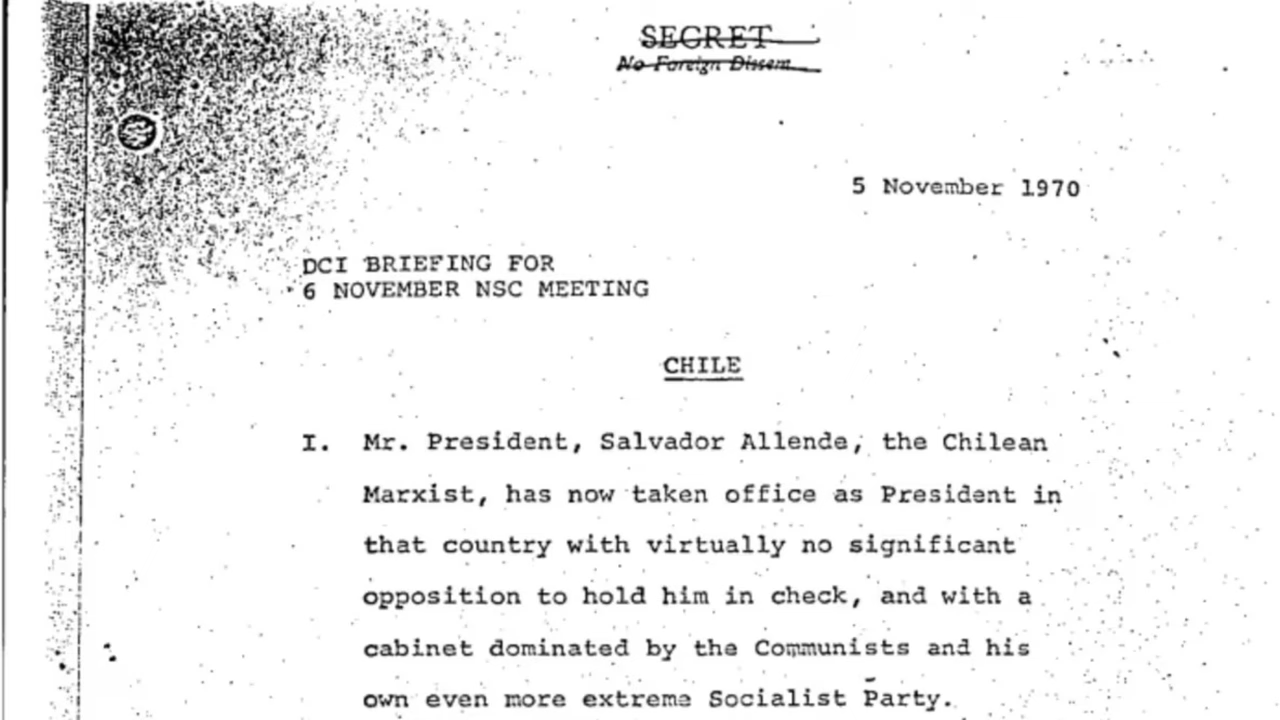 SECRET
No Foreign Dissem
5 November 1970
DCI BRIEFING FOR
6 NOVEMBER NSC MEETING
CHILE
I. Mr. President, Salvador Allende, the Chilean
Marxist, has now taken office as President in
that country with virtually no significant
opposition to hold him in check, and with a
cabinet dominated by the Communists and his
own even more extreme Socialist Party.